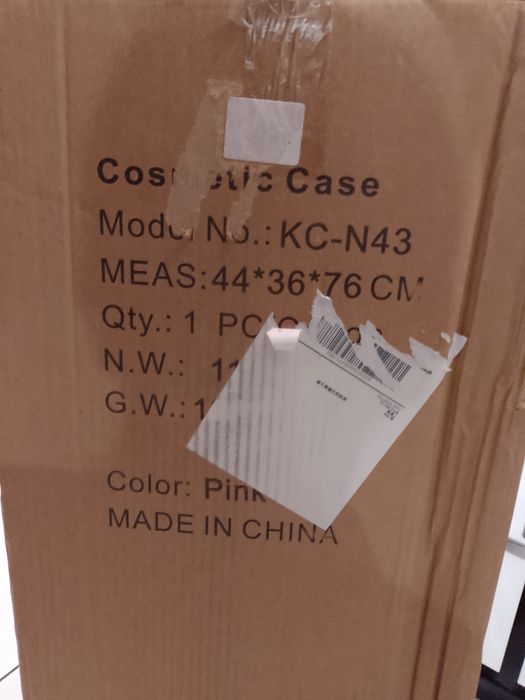 Cosmetic Case
Model No.: KC-N43
MEAS: 44*36*76 CM
Qty.: 1 PC
N.W.:
G.W.:
Color: Pink
MADE IN CHINA